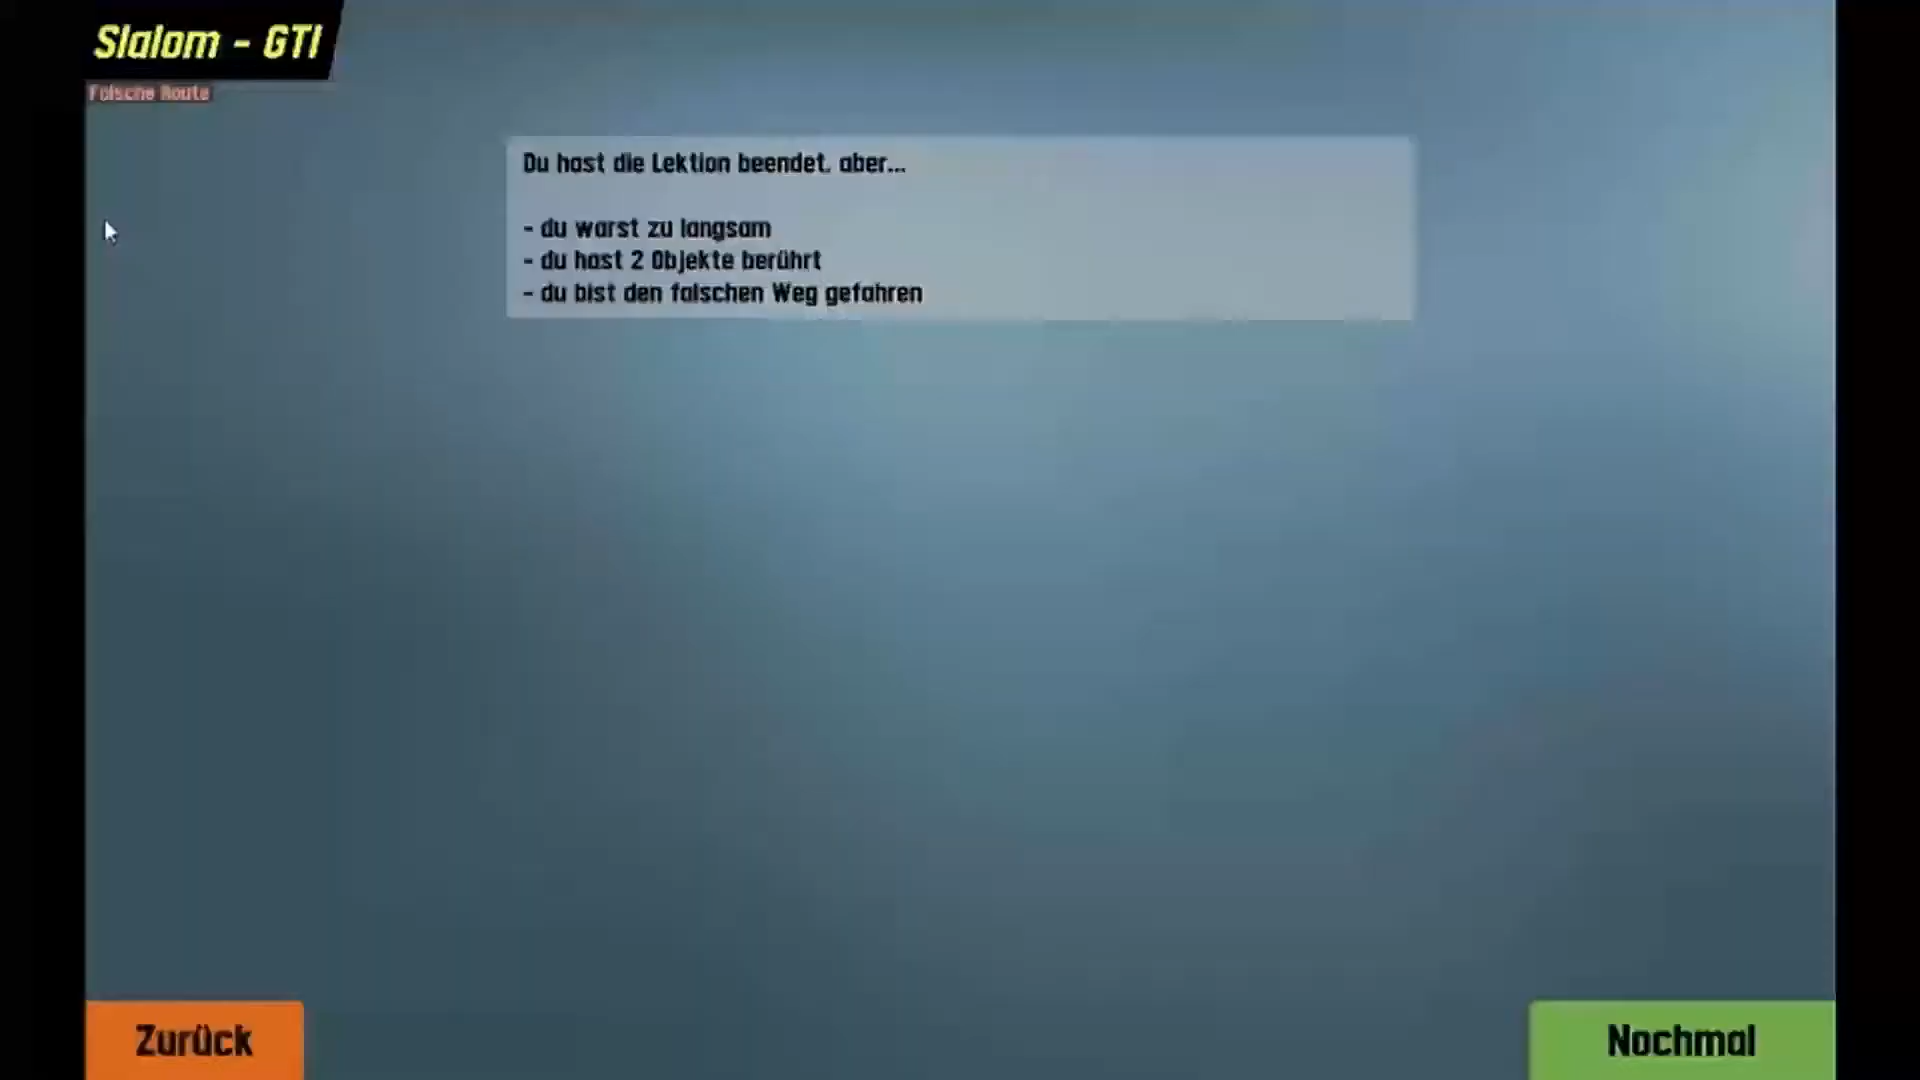 Slalom - GTI
Falsche Route
Du hast die Lektion beendet, aber...
- du warst zu langsam
- du hast 2 Objekte berührt
- du bist den falschen Weg gefahren
Zurück
Nochmal